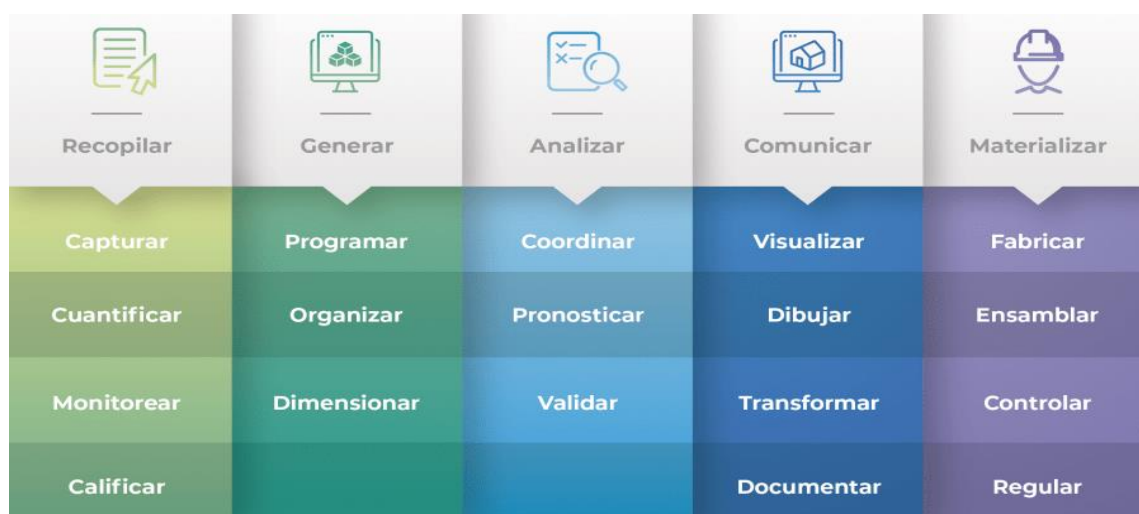 Recopilar
Generar
Analizar
Comunicar
Materializar
Capturar
Programar
Coordinar
Visualizar
Fabricar
Cuantificar
Organizar
Pronosticar
Dibujar
Ensamblar
Monitorear
Dimensionar
Validar
Transformar
Controlar
Calificar
Documentar
Regular